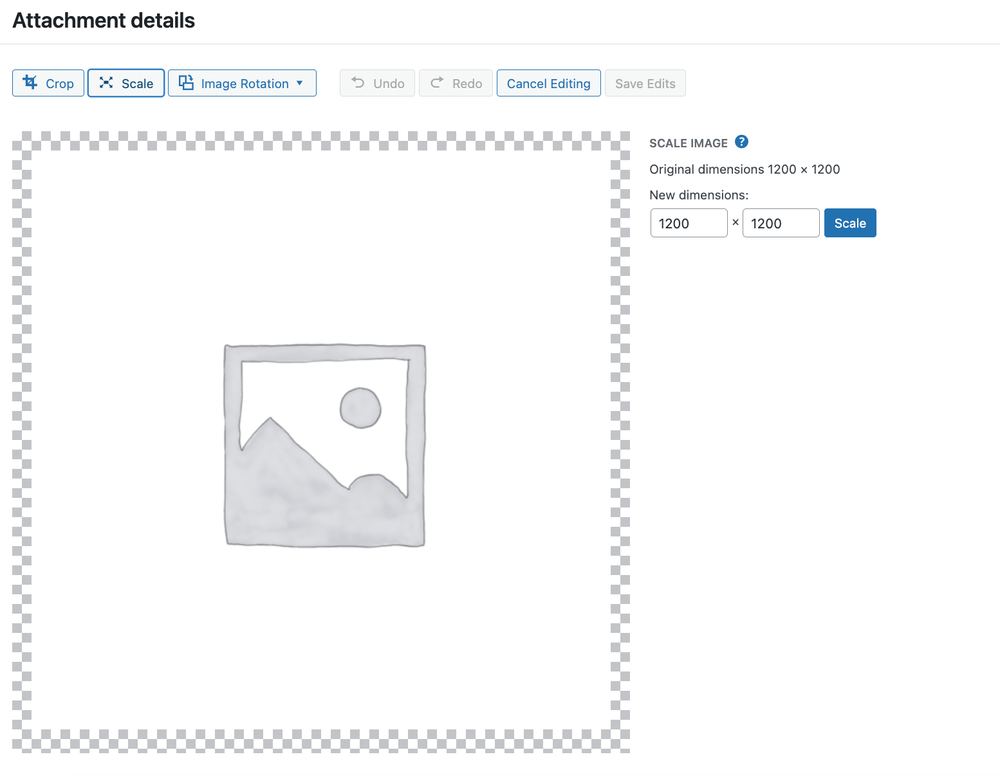 Attachment details
Crop Scale Image Rotation ▼ Undo Redo Cancel Editing Save Edits
SCALE IMAGE ?
Original dimensions 1200 × 1200
New dimensions:
1200 × 1200 Scale